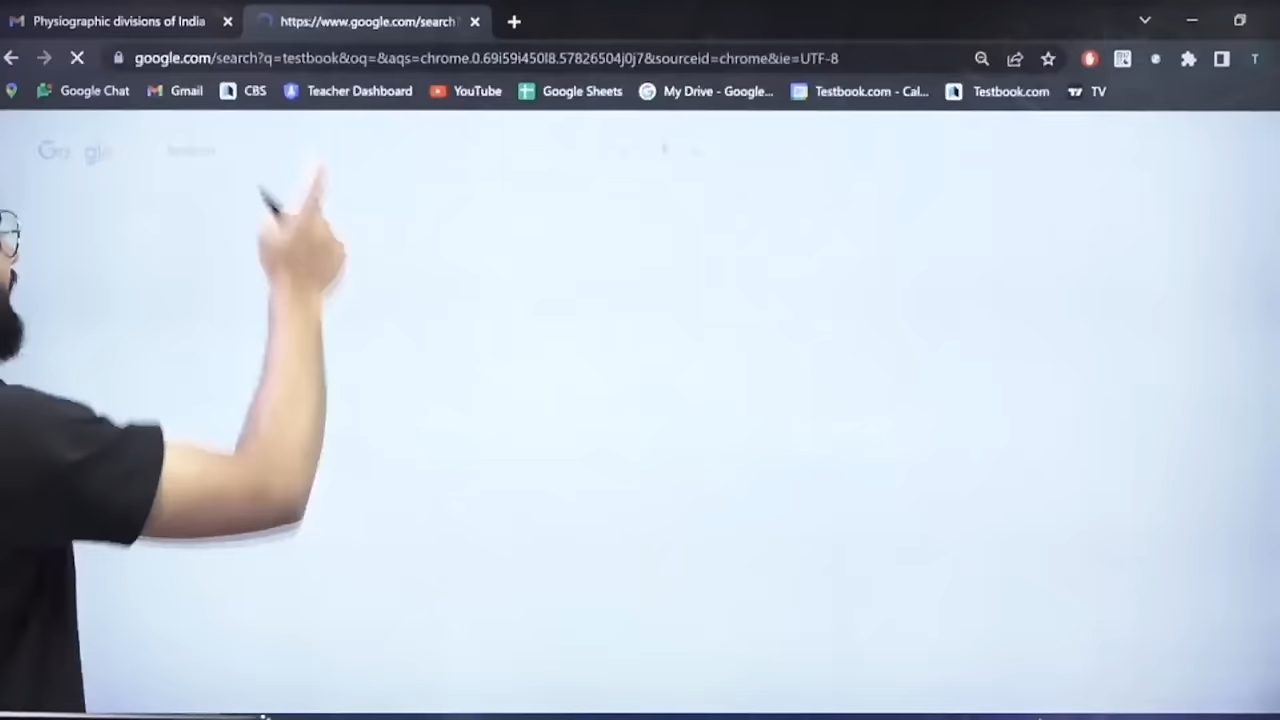 Physiographic divisions of India
https://www.google.com/search?
google.com/search?q=testbook&oq=&aqs=chrome.0.69i59i450l8.57826504j0j7&sourceid=chrome&ie=UTF-8
T
Google Chat Gmail CBS Teacher Dashboard YouTube Google Sheets My Drive - Google... Testbook.com - Cal... Testbook.com TV
Go gle